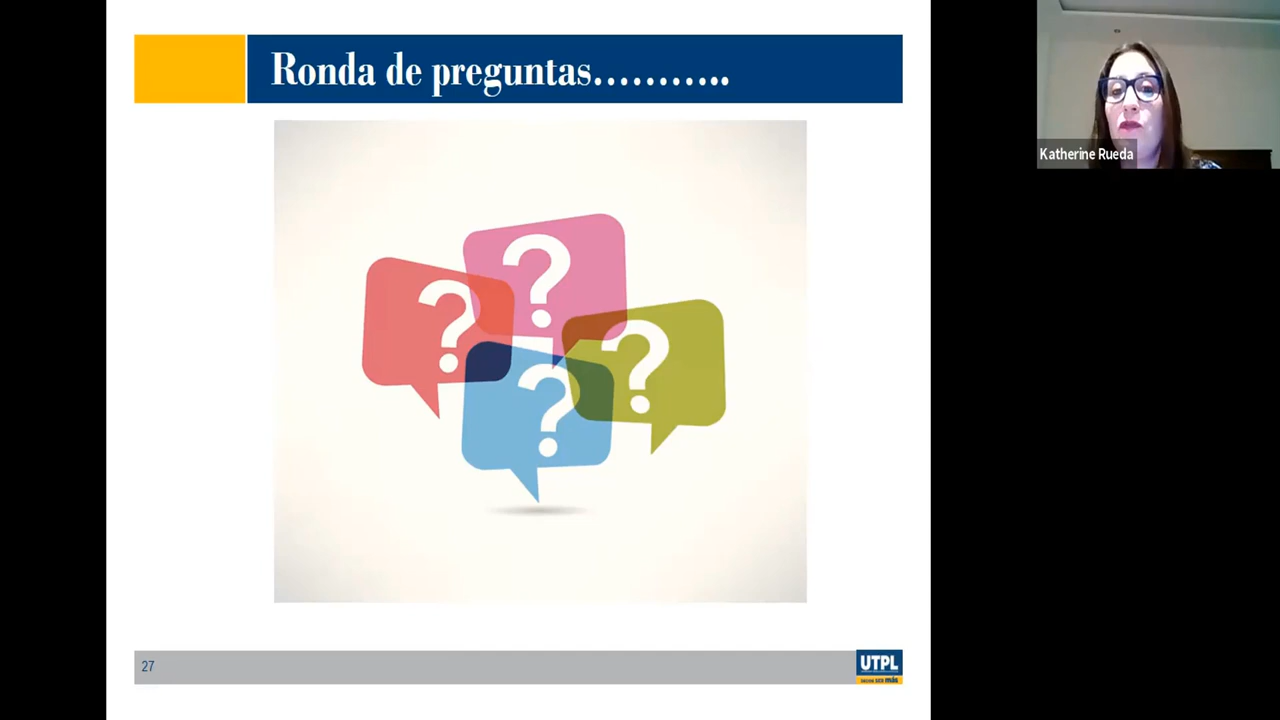 Ronda de preguntas………..
Katherine Rueda
? ? ? ?
27
UTPL